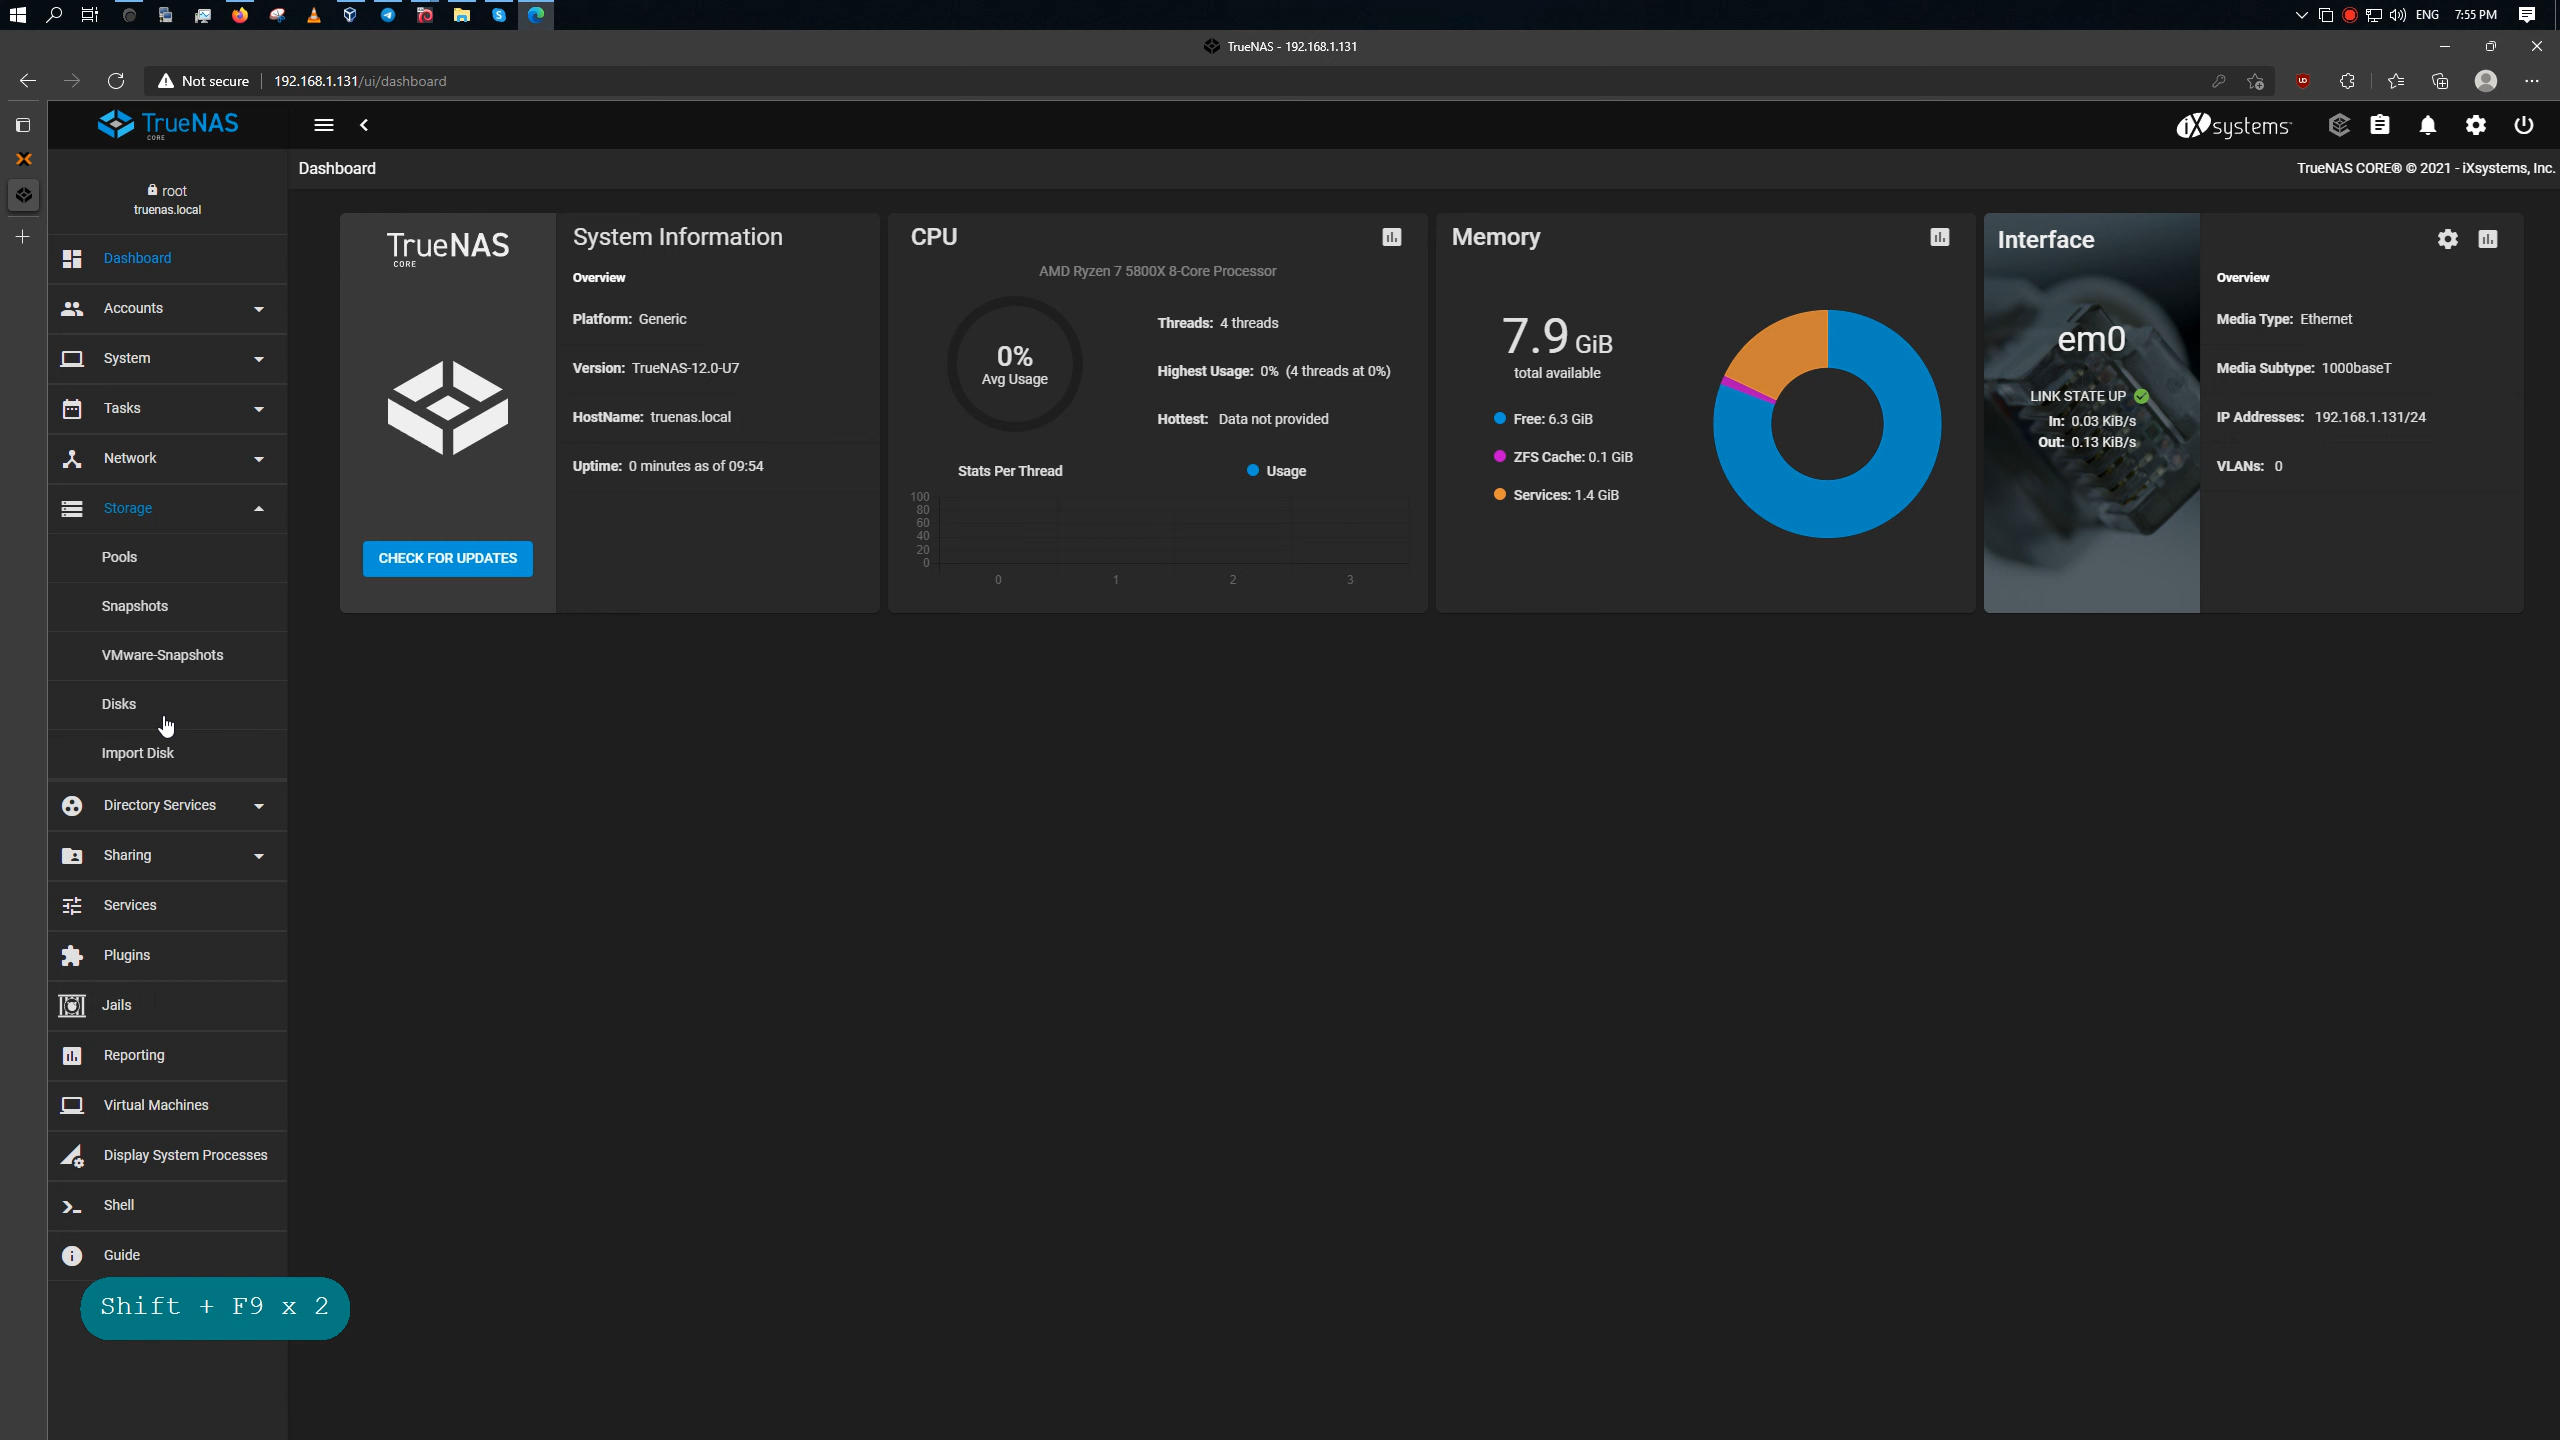 ENG 7:55 PM
TrueNAS - 192.168.1.131
Not secure 192.168.1.131/ui/dashboard
TrueNAS
CORE
iXsystems
root
truenas.local
Dashboard
TrueNAS CORE® © 2021 - iXsystems, Inc.
Dashboard
Accounts
System
Tasks
Network
Storage
Pools
Snapshots
VMware-Snapshots
Disks
Import Disk
Directory Services
Sharing
Services
Plugins
Jails
Reporting
Virtual Machines
Display System Processes
Shell
Guide
Shift + F9 x 2
TrueNAS
CORE
CHECK FOR UPDATES
System Information
Overview
Platform: Generic
Version: TrueNAS-12.0-U7
HostName: truenas.local
Uptime: 0 minutes as of 09:54
CPU
AMD Ryzen 7 5800X 8-Core Processor
0%
Avg Usage
Threads: 4 threads
Highest Usage: 0% (4 threads at 0%)
Hottest: Data not provided
Stats Per Thread
Usage
100
80
60
40
20
0
0 1 2 3
Memory
7.9 GiB
total available
Free: 6.3 GiB
ZFS Cache: 0.1 GiB
Services: 1.4 GiB
Interface
em0
LINK STATE UP
In: 0.03 KiB/s
Out: 0.13 KiB/s
Overview
Media Type: Ethernet
Media Subtype: 1000baseT
IP Addresses: 192.168.1.131/24
VLANs: 0